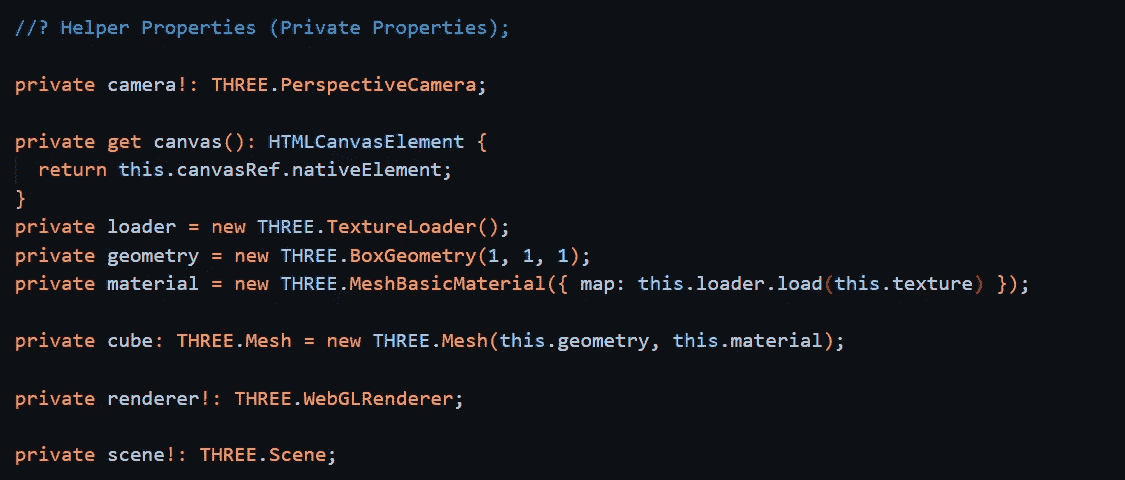 //? Helper Properties (Private Properties);
private camera!: THREE.PerspectiveCamera;
private get canvas(): HTMLCanvasElement {
return this.canvasRef.nativeElement;
}
private loader = new THREE.TextureLoader();
private geometry = new THREE.BoxGeometry(1, 1, 1);
private material = new THREE.MeshBasicMaterial({ map: this.loader.load(this.texture) });
private cube: THREE.Mesh = new THREE.Mesh(this.geometry, this.material);
private renderer!: THREE.WebGLRenderer;
private scene!: THREE.Scene;